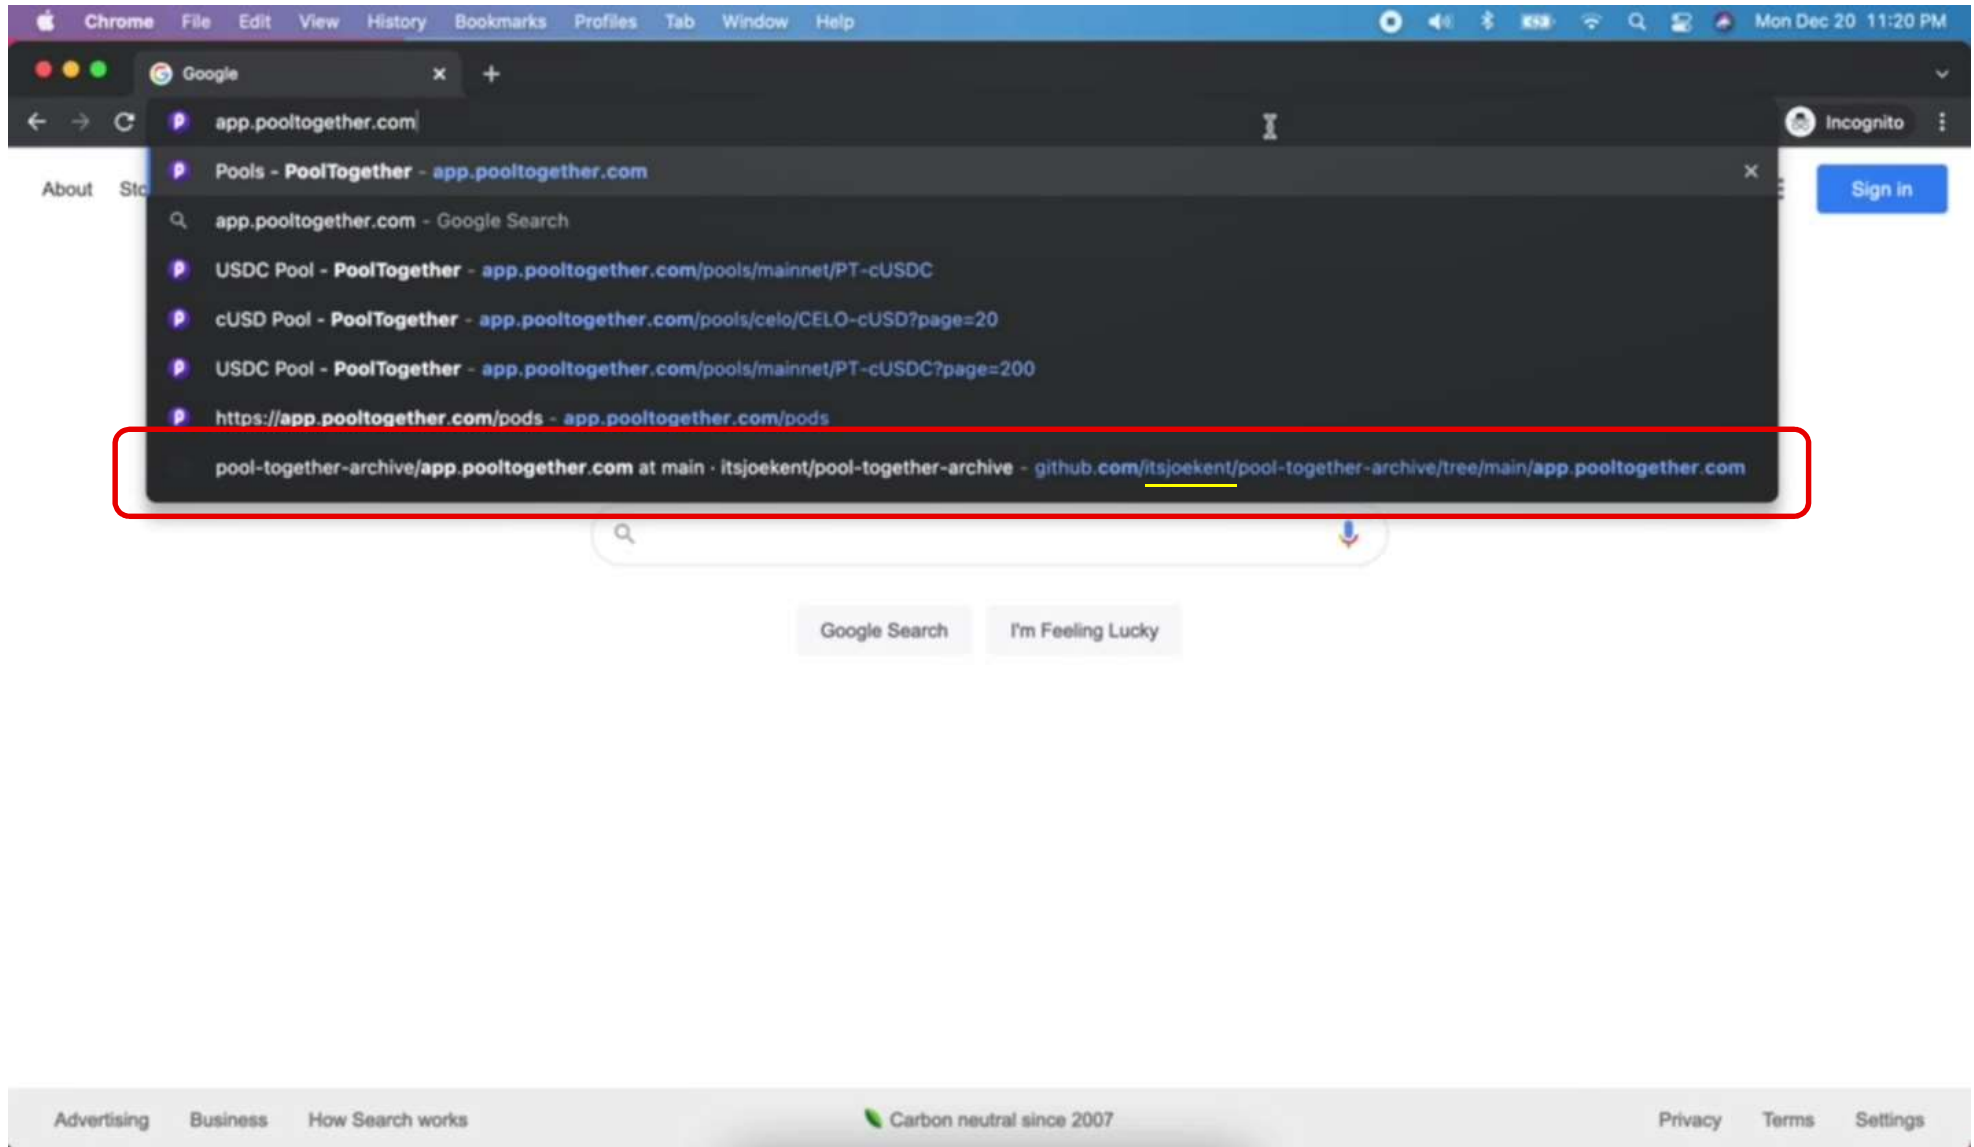 Chrome File Edit View History Bookmarks Profiles Tab Window Help Mon Dec 20 11:20 PM
Google
app.pooltogether.com Incognito
Pools - PoolTogether - app.pooltogether.com
About Sto Sign in
app.pooltogether.com - Google Search
USDC Pool - PoolTogether - app.pooltogether.com/pools/mainnet/PT-cUSDC
cUSD Pool - PoolTogether - app.pooltogether.com/pools/celo/CELO-cUSD?page=20
USDC Pool - PoolTogether - app.pooltogether.com/pools/mainnet/PT-cUSDC?page=200
https://app.pooltogether.com/pods - app.pooltogether.com/pods
pool-together-archive/app.pooltogether.com at main · itsjoekent/pool-together-archive - github.com/itsjoekent/pool-together-archive/tree/main/app.pooltogether.com
Google Search I'm Feeling Lucky
Advertising Business How Search works Carbon neutral since 2007 Privacy Terms Settings